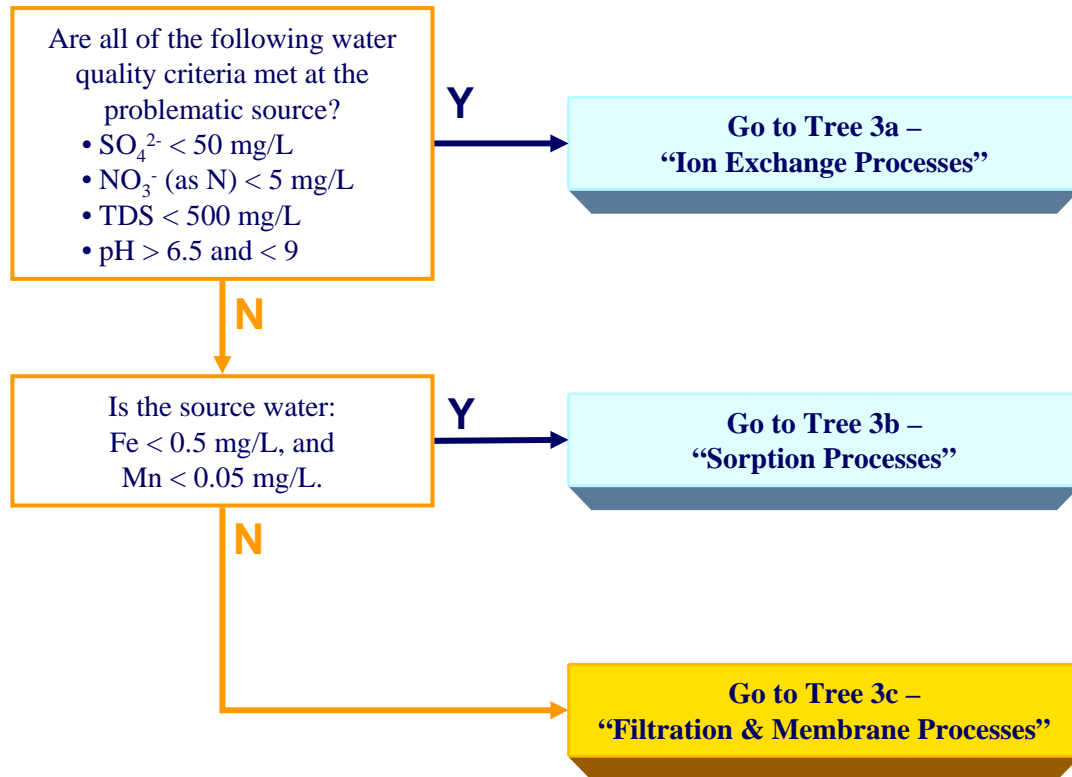 Are all of the following water
quality criteria met at the
problematic source?
• SO₄²⁻ < 50 mg/L
• NO₃⁻ (as N) < 5 mg/L
• TDS < 500 mg/L
• pH > 6.5 and < 9
Y
Go to Tree 3a –
“Ion Exchange Processes”
N
Is the source water:
Fe < 0.5 mg/L, and
Mn < 0.05 mg/L.
Y
Go to Tree 3b –
“Sorption Processes”
N
Go to Tree 3c –
“Filtration & Membrane Processes”